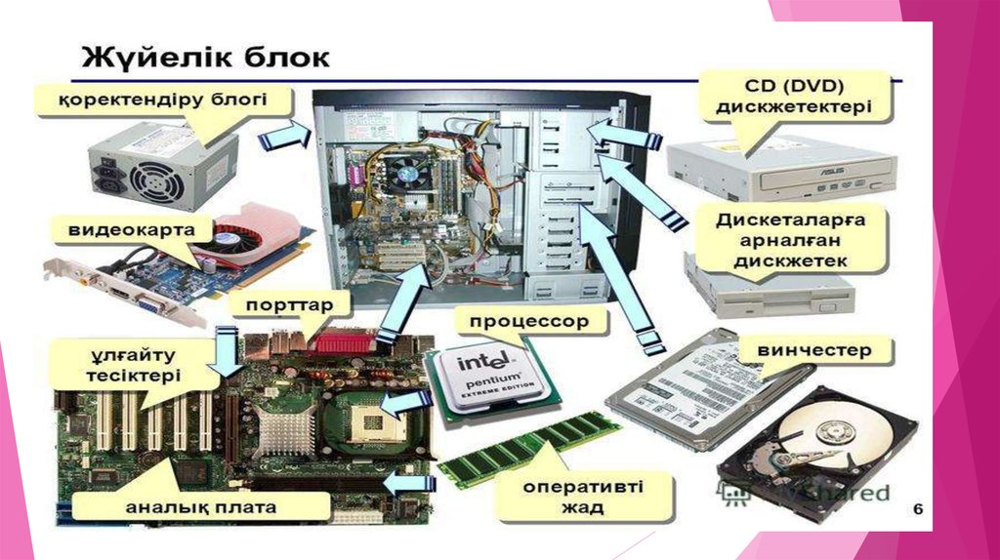 Жүйелік блок
қоректендіру блогі
CD (DVD)
дискжетектері
ASUS
видеокарта
Дискеталарға
арналған
дискжетек
порттар
процессор
ұлғайту
тесіктері
intel
pentium
EXTREME EDITION
винчестер
оперативті
жад
аналық плата
6